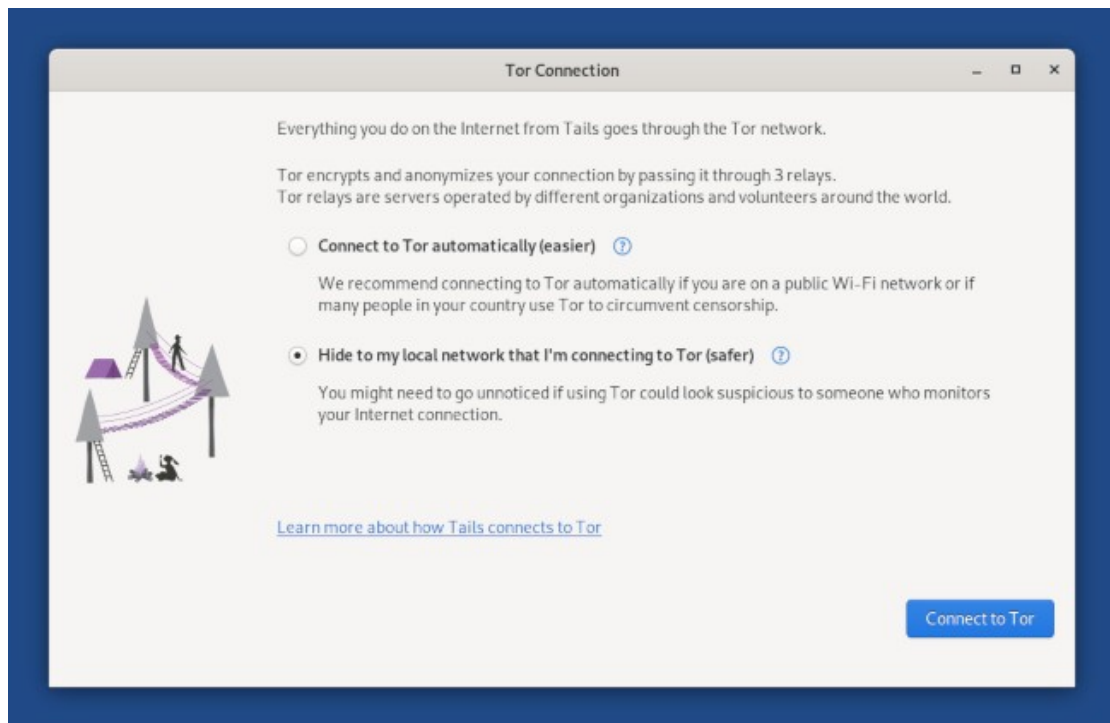 Tor Connection
Everything you do on the Internet from Tails goes through the Tor network.
Tor encrypts and anonymizes your connection by passing it through 3 relays.
Tor relays are servers operated by different organizations and volunteers around the world.
Connect to Tor automatically (easier) ?
We recommend connecting to Tor automatically if you are on a public Wi-Fi network or if
many people in your country use Tor to circumvent censorship.
Hide to my local network that I'm connecting to Tor (safer) ?
You might need to go unnoticed if using Tor could look suspicious to someone who monitors
your Internet connection.
Learn more about how Tails connects to Tor
Connect to Tor